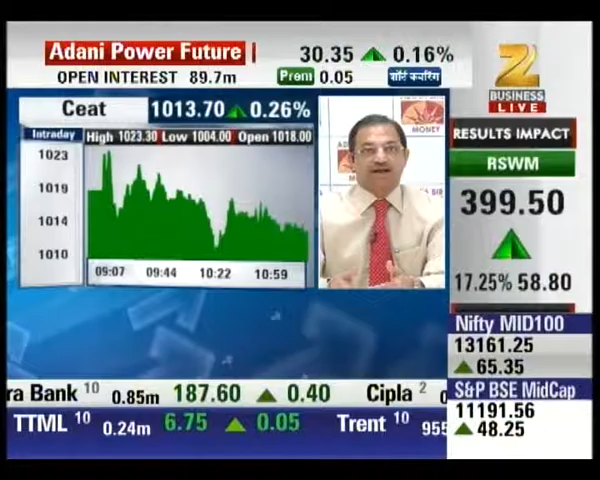 Adani Power Future
30.35 0.16%
OPEN INTEREST 89.7m
Prem 0.05
शॉर्ट कवरिंग
Z
BUSINESS
LIVE
Ceat 1013.70 0.26%
Intraday High 1023.30 Low 1004.00 Open 1018.00
1023
1019
1014
1010
09:07 09:44 10:22 10:59
MONEY
RESULTS IMPACT
RSWM
399.50
17.25% 58.80
Nifty MID100
13161.25
65.35
S&P BSE MidCap
11191.56
48.25
ra Bank 10 0.85m 187.60 0.40 Cipla 2
TTML 10 0.24m 6.75 0.05 Trent 10 955